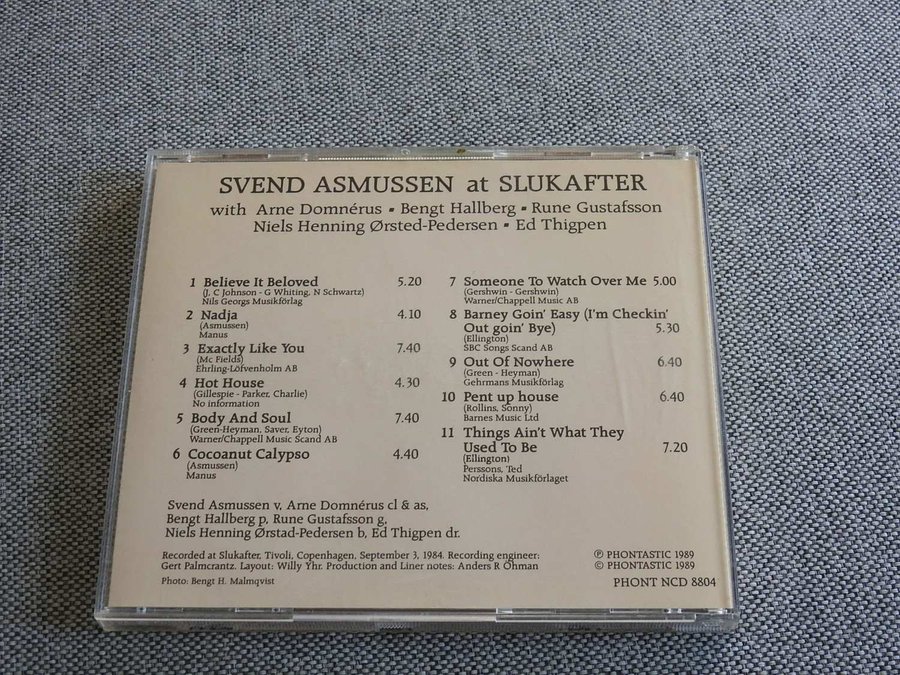 SVEND ASMUSSEN at SLUKAFTER
with Arne Domnérus ▪ Bengt Hallberg ▪ Rune Gustafsson
Niels Henning Ørsted-Pedersen ▪ Ed Thigpen
1 Believe It Beloved 5.20
(J. C Johnson - G Whiting, N Schwartz)
Nils Georgs Musikförlag
2 Nadja 4.10
(Asmussen)
Manus
3 Exactly Like You 7.40
(Mc Fields)
Ehrling-Löfvenholm AB
4 Hot House 4.30
(Gillespie - Parker, Charlie)
No information
5 Body And Soul 7.40
(Green-Heyman, Saver, Eyton)
Warner/Chappell Music Scand AB
6 Cocoanut Calypso 4.40
(Asmussen)
Manus
7 Someone To Watch Over Me 5.00
(Gershwin - Gershwin)
Warner/Chappell Music AB
8 Barney Goin' Easy (I'm Checkin'
Out goin' Bye) 5.30
(Ellington)
SBC Songs Scand AB
9 Out Of Nowhere 6.40
(Green - Heyman)
Gehrmans Musikförlag
10 Pent up house 6.40
(Rollins, Sonny)
Barnes Music Ltd
11 Things Ain't What They
Used To Be 7.20
(Ellington)
Perssons, Ted
Nordiska Musikförlaget
Svend Asmussen v, Arne Domnérus cl & as,
Bengt Hallberg p, Rune Gustafsson g,
Niels Henning Ørstad-Pedersen b, Ed Thigpen dr.
Recorded at Slukafter, Tivoli, Copenhagen, September 3, 1984. Recording engineer:
Gert Palmcrantz. Layout: Willy Yhr. Production and Liner notes: Anders R Öhman
Photo: Bengt H. Malmqvist
℗ PHONTASTIC 1989
© PHONTASTIC 1989
PHONT NCD 8804